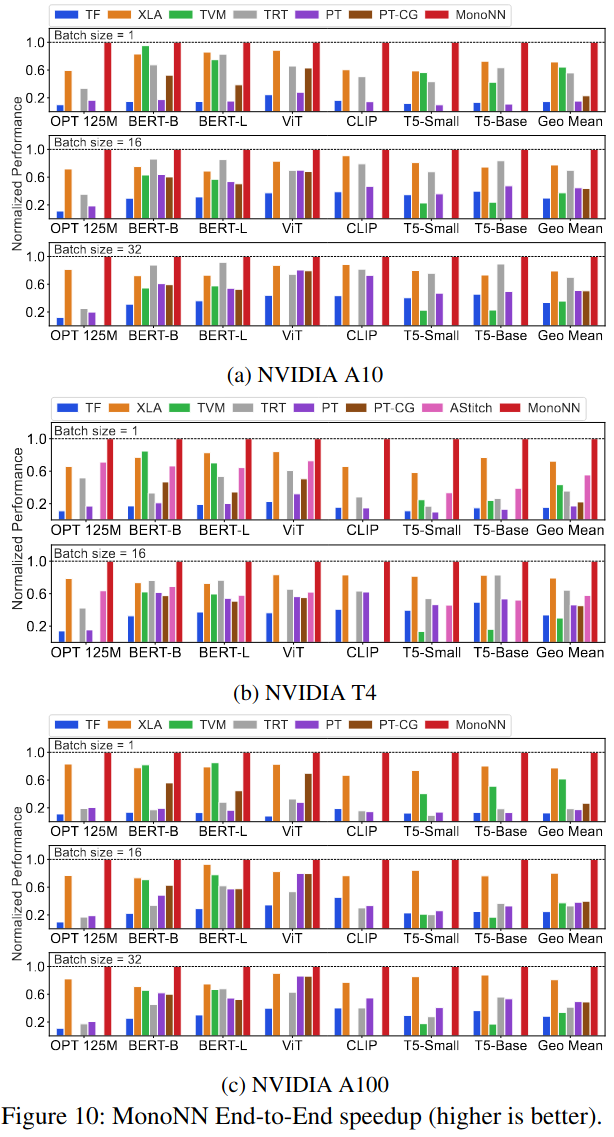 TF XLA TVM TRT PT PT-CG MonoNN
Normalized Performance
Batch size = 1
1.0
0.6
0.2
OPT 125M BERT-B BERT-L ViT CLIP T5-Small T5-Base Geo Mean
Batch size = 16
1.0
0.6
0.2
OPT 125M BERT-B BERT-L ViT CLIP T5-Small T5-Base Geo Mean
Batch size = 32
1.0
0.6
0.2
OPT 125M BERT-B BERT-L ViT CLIP T5-Small T5-Base Geo Mean
(a) NVIDIA A10
TF XLA TVM TRT PT PT-CG AStitch MonoNN
Normalized Performance
Batch size = 1
1.0
0.6
0.2
OPT 125M BERT-B BERT-L ViT CLIP T5-Small T5-Base Geo Mean
Batch size = 16
1.0
0.6
0.2
OPT 125M BERT-B BERT-L ViT CLIP T5-Small T5-Base Geo Mean
(b) NVIDIA T4
TF XLA TVM TRT PT PT-CG MonoNN
Normalized Performance
Batch size = 1
1.0
0.6
0.2
OPT 125M BERT-B BERT-L ViT CLIP T5-Small T5-Base Geo Mean
Batch size = 16
1.0
0.6
0.2
OPT 125M BERT-B BERT-L ViT CLIP T5-Small T5-Base Geo Mean
Batch size = 32
1.0
0.6
0.2
OPT 125M BERT-B BERT-L ViT CLIP T5-Small T5-Base Geo Mean
(c) NVIDIA A100
Figure 10: MonoNN End-to-End speedup (higher is better).